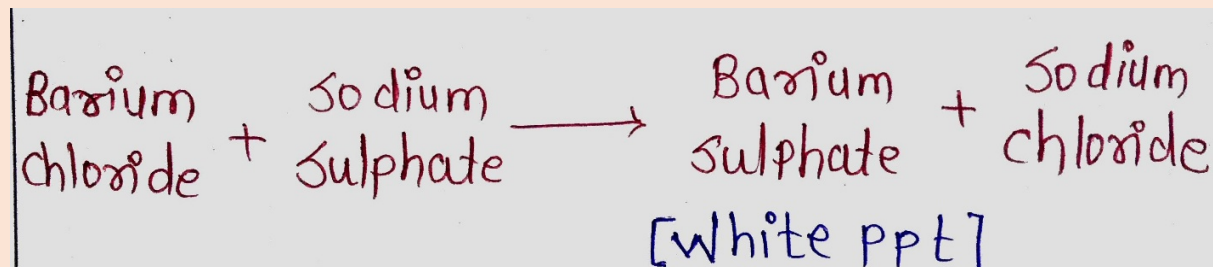 Barium chloride + Sodium sulphate → Barium sulphate + Sodium chloride
[White ppt]